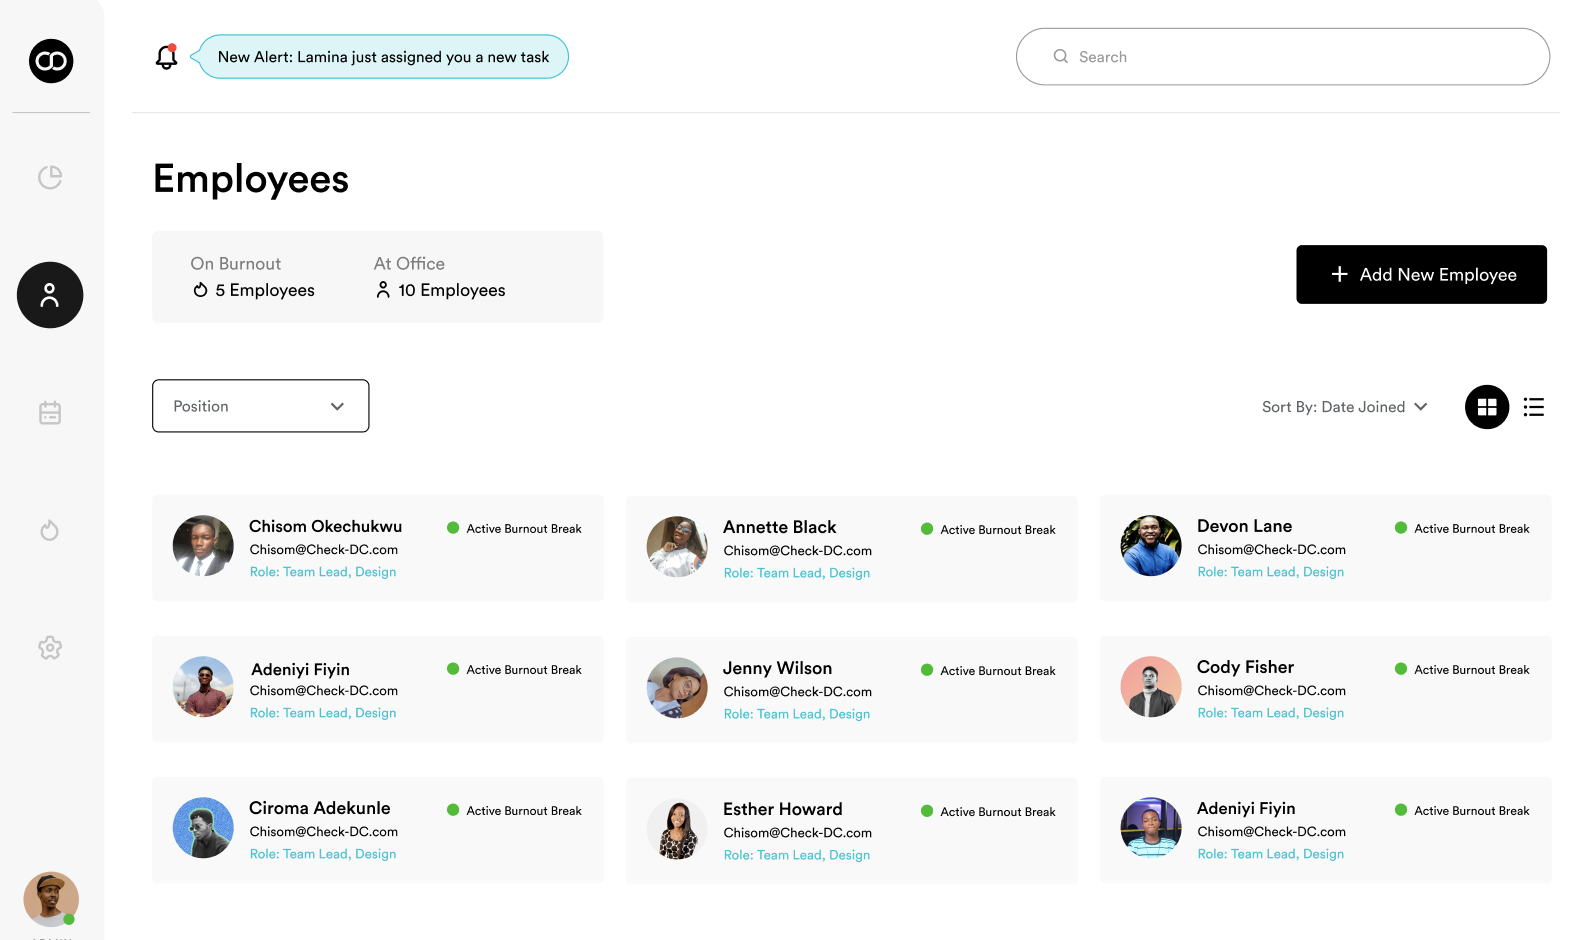 New Alert: Lamina just assigned you a new task
Search
Employees
On Burnout
5 Employees
At Office
10 Employees
Add New Employee
Position
Sort By: Date Joined
Chisom Okechukwu
Active Burnout Break
Chisom@Check-DC.com
Role: Team Lead, Design
Annette Black
Active Burnout Break
Chisom@Check-DC.com
Role: Team Lead, Design
Devon Lane
Active Burnout Break
Chisom@Check-DC.com
Role: Team Lead, Design
Adeniyi Fiyin
Active Burnout Break
Chisom@Check-DC.com
Role: Team Lead, Design
Jenny Wilson
Active Burnout Break
Chisom@Check-DC.com
Role: Team Lead, Design
Cody Fisher
Active Burnout Break
Chisom@Check-DC.com
Role: Team Lead, Design
Ciroma Adekunle
Active Burnout Break
Chisom@Check-DC.com
Role: Team Lead, Design
Esther Howard
Active Burnout Break
Chisom@Check-DC.com
Role: Team Lead, Design
Adeniyi Fiyin
Active Burnout Break
Chisom@Check-DC.com
Role: Team Lead, Design